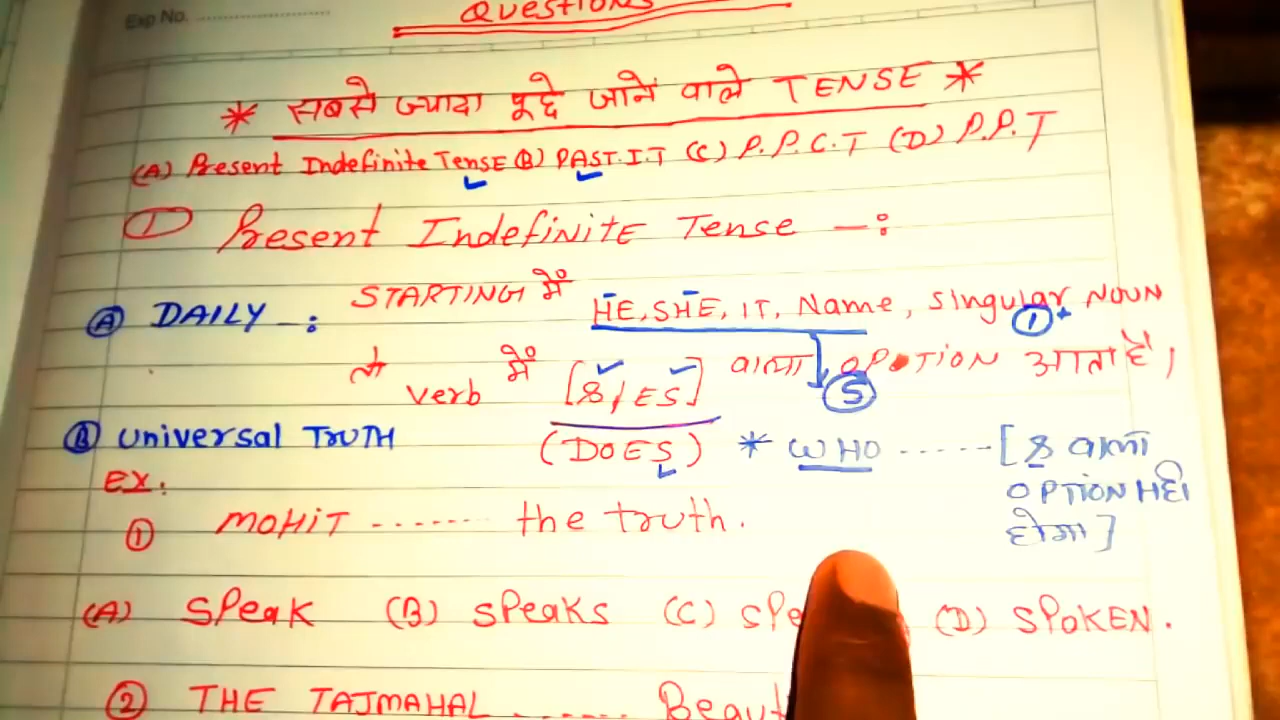 Exp No.
QUESTIONS
* सबसे ज्यादा पूछे जाने वाले TENSE *
(A) Present Indefinite TENSE (B) PAST.I.T (C) P.P.C.T (D) P.P.T
① Present Indefinite Tense —:
Ⓐ DAILY —: STARTING में HE, SHE, IT, Name, Singular NOUN ①
तो verb में [S/ES] वाला OPTION आता है। ⑤
Ⓑ Universal TRUTH (DOES) * WHO ......[S वाला
OPTION सही
होगा]
EX:
① MOHIT ....... the truth.
(A) SPeak (B) SPeaks (C) (D) SPOKEN.
② THE TAJMAHAL ......